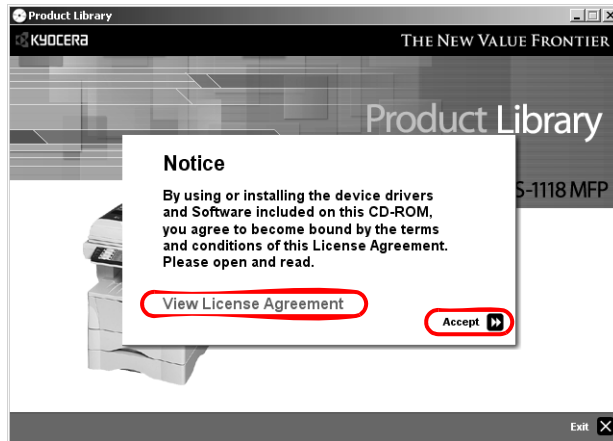 Product Library
KYOCERA
THE NEW VALUE FRONTIER
Product Library
S-1118 MFP
Notice
By using or installing the device drivers
and Software included on this CD-ROM,
you agree to become bound by the terms
and conditions of this License Agreement.
Please open and read.
View License Agreement
Accept
Exit